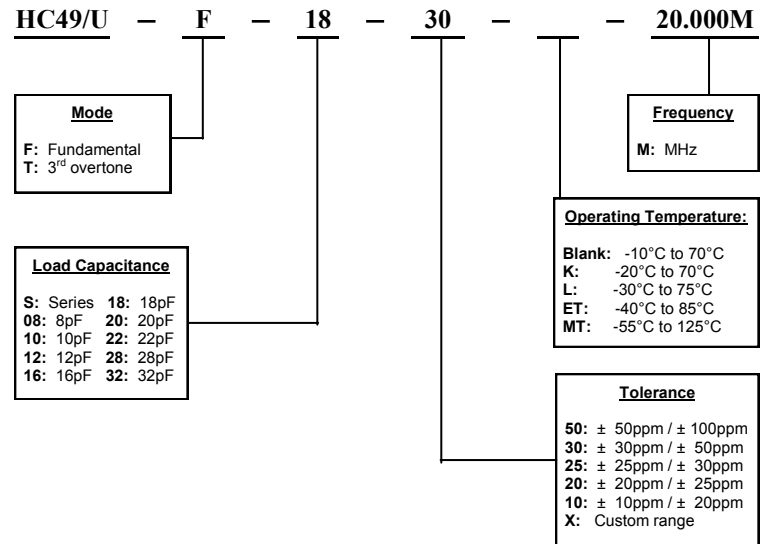 HC49/U – F – 18 – 30 – – 20.000M
Mode
F: Fundamental
T: 3rd overtone
Frequency
M: MHz
Operating Temperature:
Blank: -10°C to 70°C
K: -20°C to 70°C
L: -30°C to 75°C
ET: -40°C to 85°C
MT: -55°C to 125°C
Load Capacitance
S: Series 18: 18pF
08: 8pF 20: 20pF
10: 10pF 22: 22pF
12: 12pF 28: 28pF
16: 16pF 32: 32pF
Tolerance
50: ± 50ppm / ± 100ppm
30: ± 30ppm / ± 50ppm
25: ± 25ppm / ± 30ppm
20: ± 20ppm / ± 25ppm
10: ± 10ppm / ± 20ppm
X: Custom range